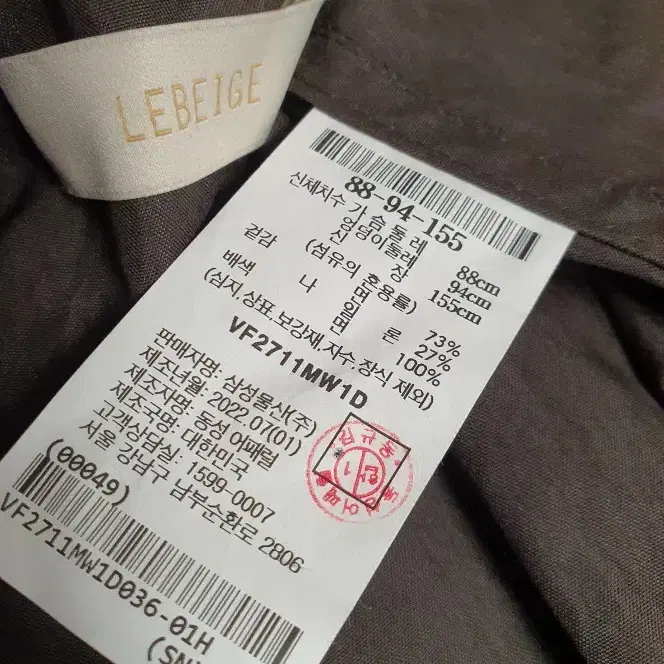 LEBEIGE
88-94-155
신체치수 가슴둘레 88cm
엉덩이둘레 94cm
신장 155cm
겉감 (섬유의 혼용률)
면 73%
나일론 27%
배색 면 100%
(심지,상표,보강재,자수,장식 제외)
VF2711MW1D
판매자명: 삼성물산(주)
제조년월: 2022.07(01)
제조자명: 동성어패럴
제조국명: 대한민국
고객상담실: 1599-0007
서울 강남구 남부순환로 2806
(00049)
VF2711MW1D036-01H